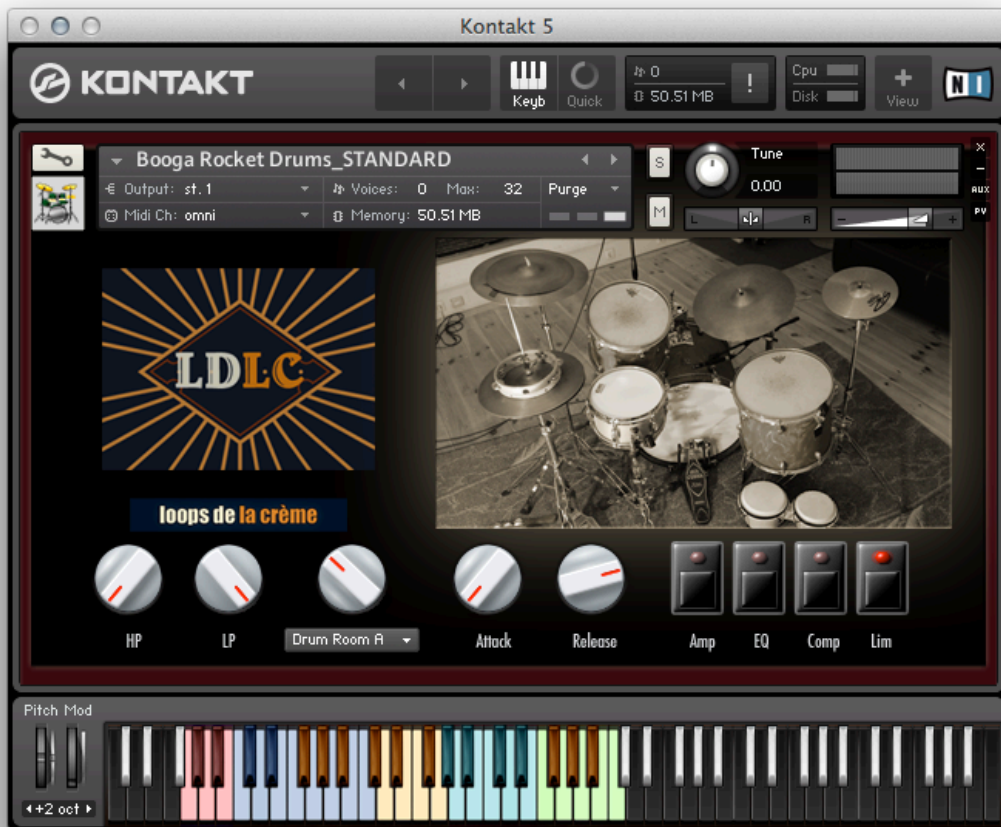 Kontakt 5
KONTAKT
Keyb
Quick
0
50.51 MB
!
Cpu
Disk
View
NI
Booga Rocket Drums_STANDARD
Output: st. 1
Voices: 0 Max: 32
Purge
Midi Ch: omni
Memory: 50.51 MB
S
M
Tune
0.00
L
R
AUX
PV
LDLC
loops de la crème
HP
LP
Drum Room A
Attack
Release
Amp
EQ
Comp
Lim
Pitch Mod
+2 oct